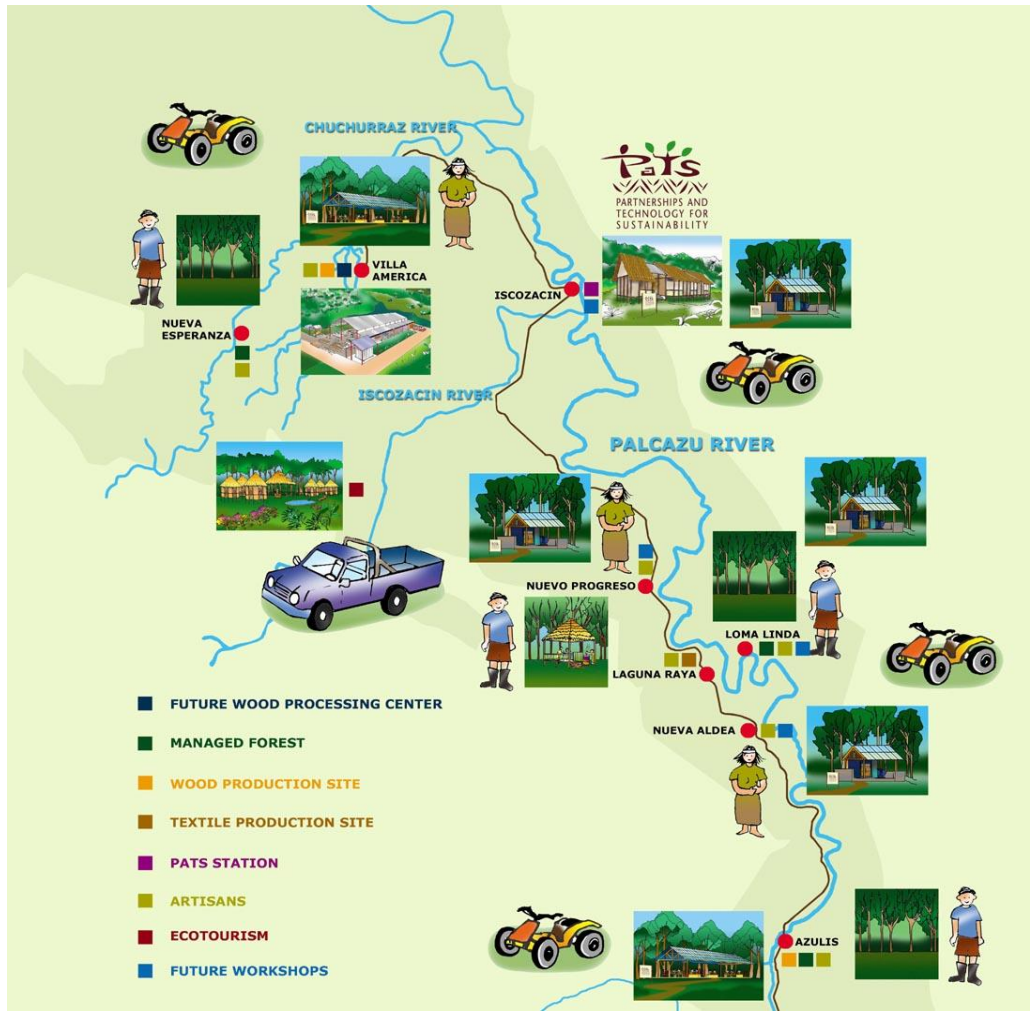 CHUCHURRAZ RIVER
PaTS
PARTNERSHIPS AND
TECHNOLOGY FOR
SUSTAINABILITY
VILLA
AMERICA
ISCOZACIN
NUEVA
ESPERANZA
ISCOZACIN RIVER
PALCAZU RIVER
NUEVO PROGRESO
LOMA LINDA
LAGUNA RAYA
NUEVA ALDEA
FUTURE WOOD PROCESSING CENTER
MANAGED FOREST
WOOD PRODUCTION SITE
TEXTILE PRODUCTION SITE
PATS STATION
ARTISANS
ECOTOURISM
FUTURE WORKSHOPS
AZULIS